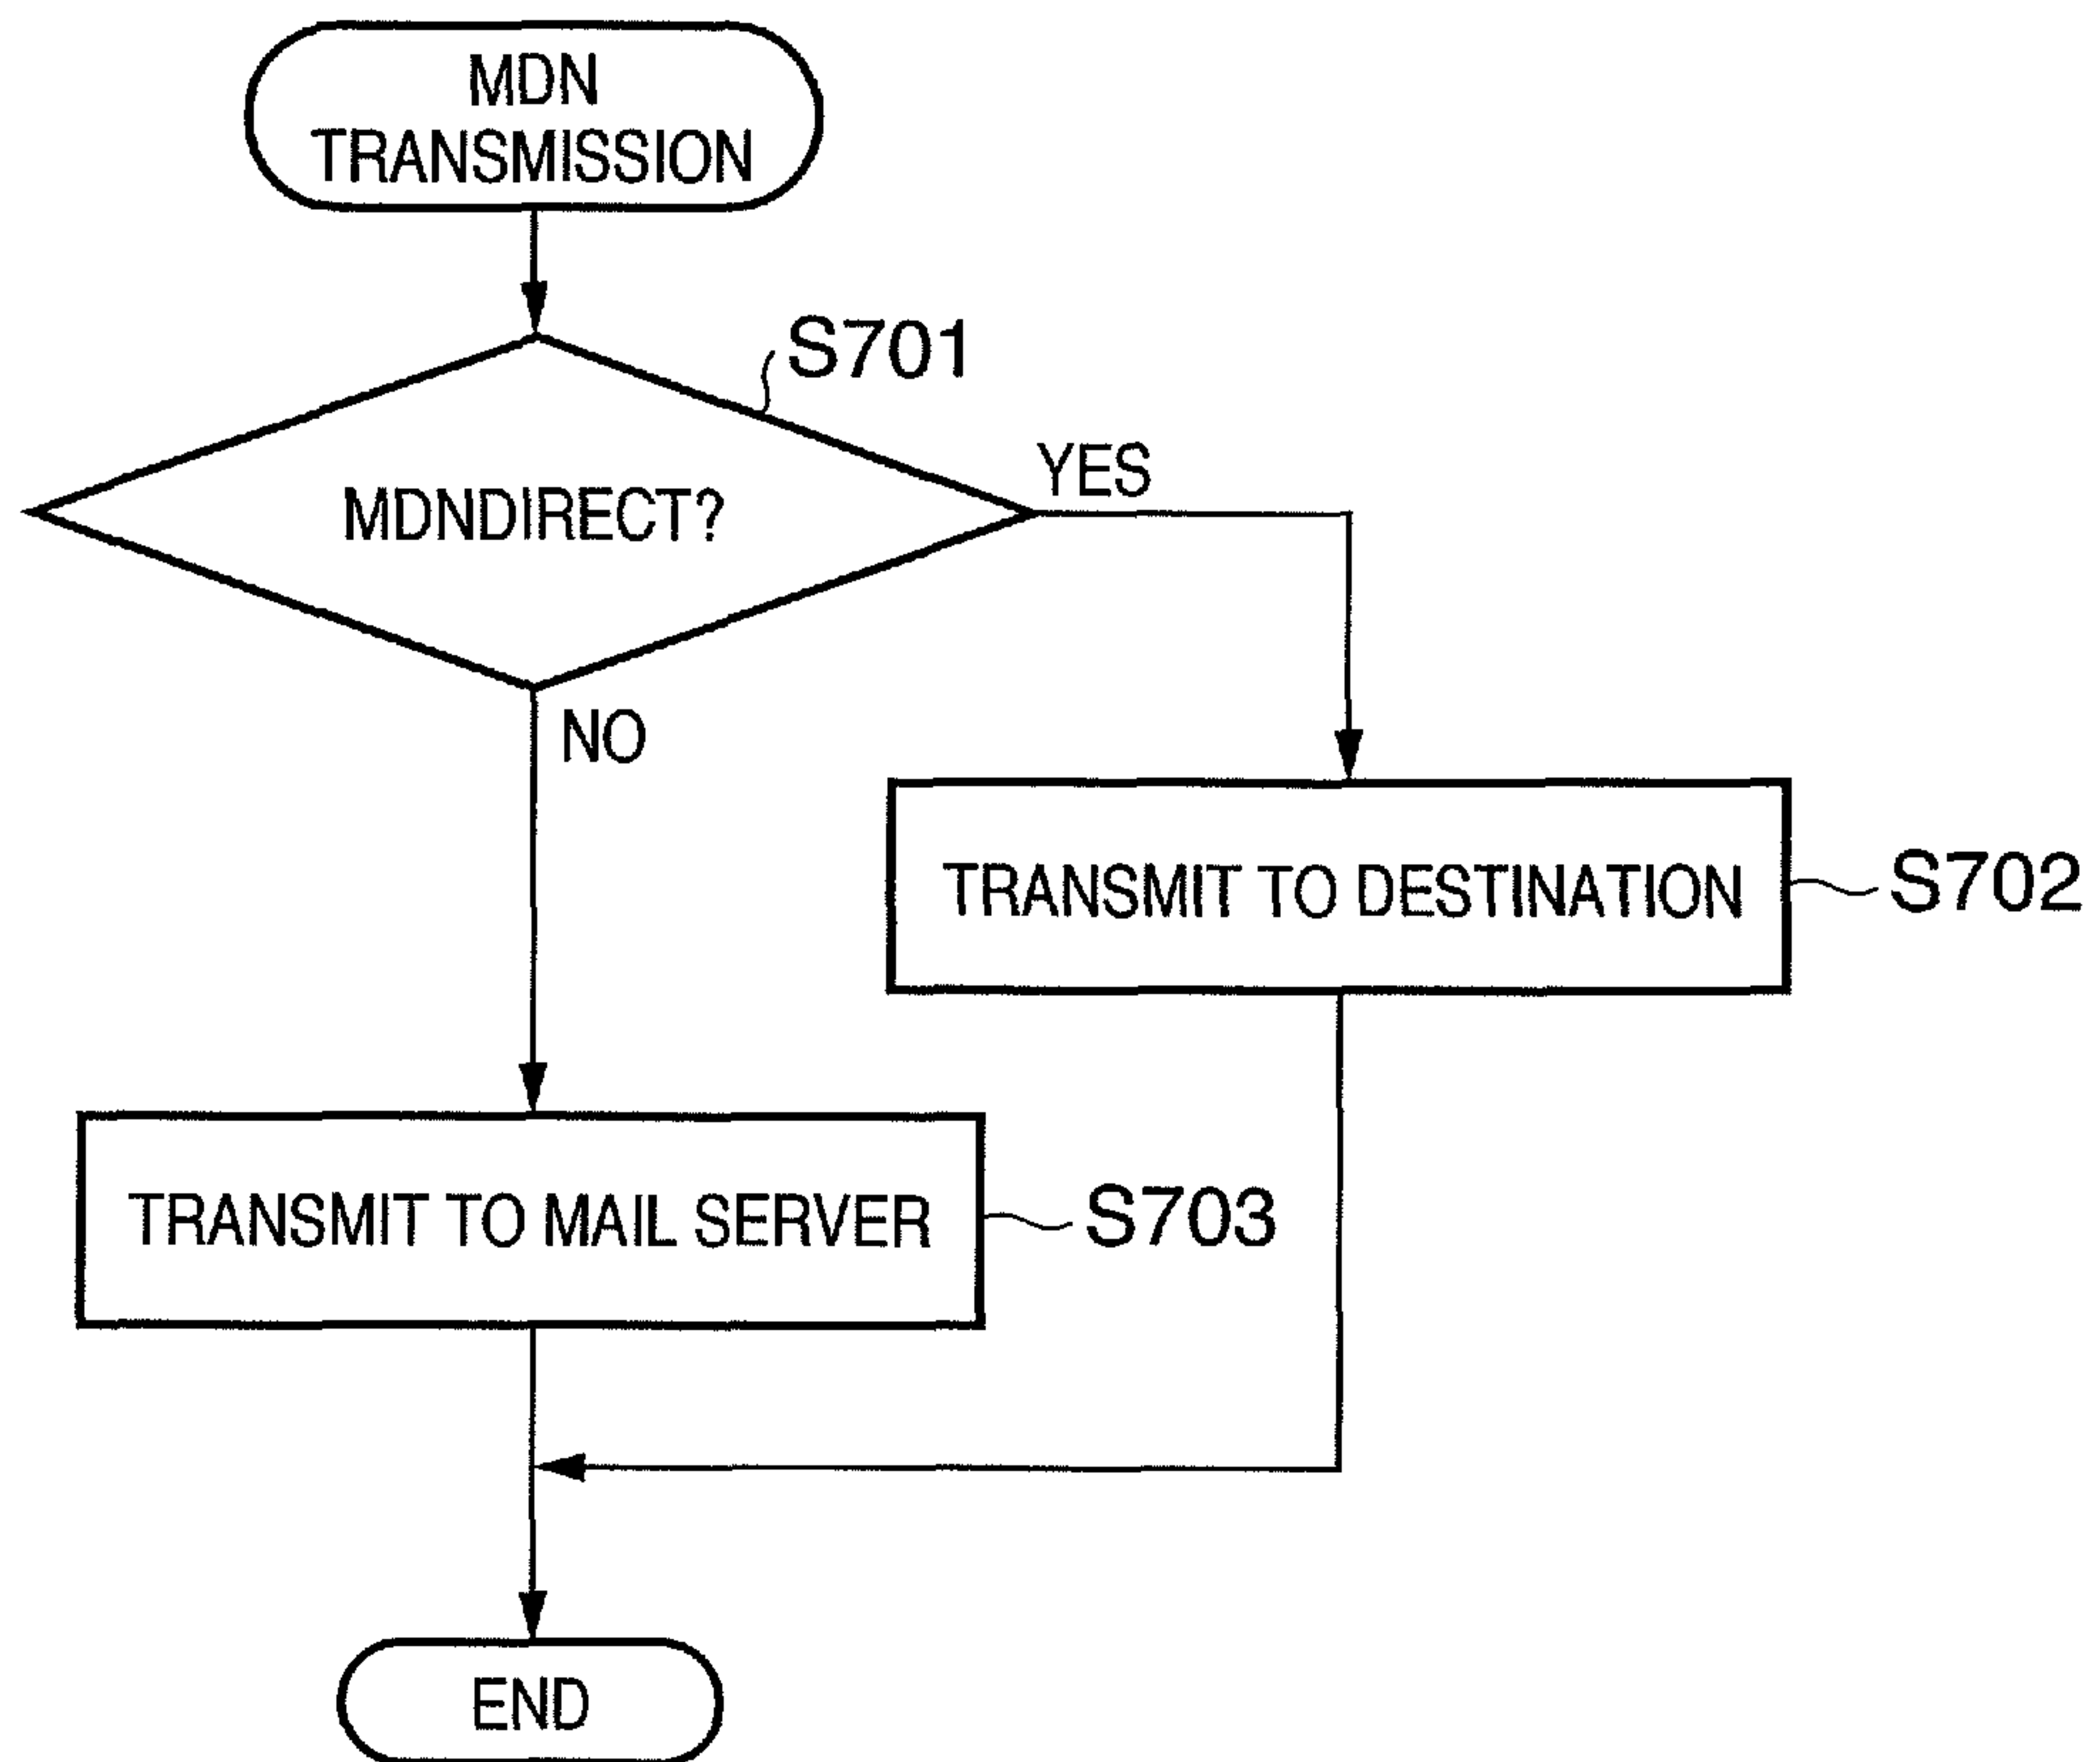 MDN
TRANSMISSION
S701
MDNDIRECT?
YES
NO
TRANSMIT TO DESTINATION
S702
TRANSMIT TO MAIL SERVER
S703
END